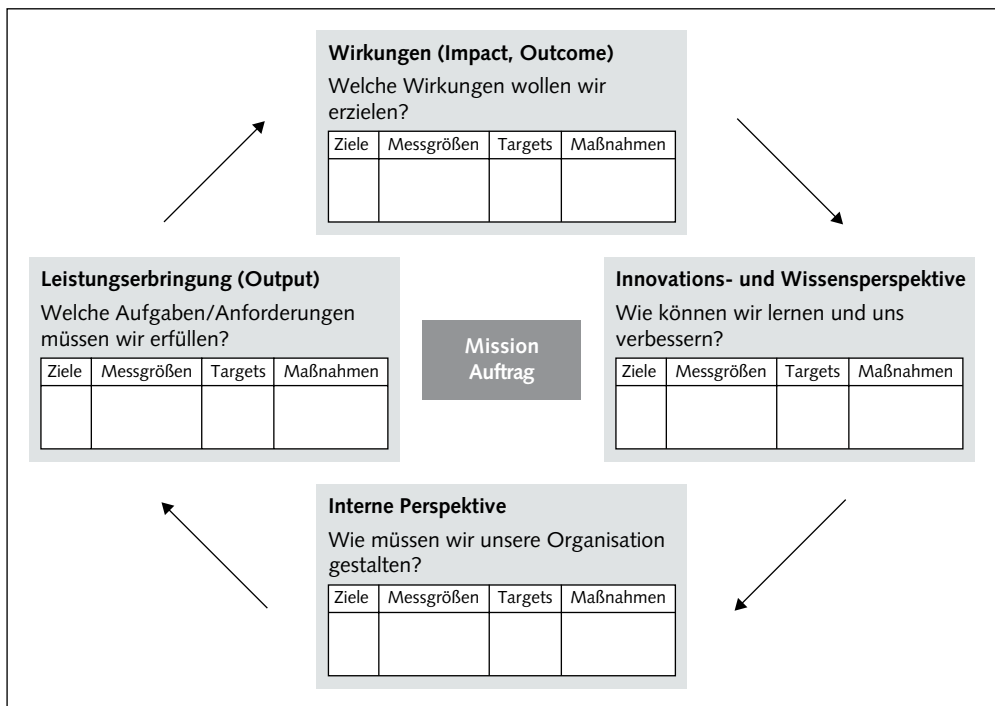 Wirkungen (Impact, Outcome)
Welche Wirkungen wollen wir
erzielen?
Ziele Messgrößen Targets Maßnahmen
Leistungserbringung (Output)
Welche Aufgaben/Anforderungen
müssen wir erfüllen?
Ziele Messgrößen Targets Maßnahmen
Mission
Auftrag
Innovations- und Wissensperspektive
Wie können wir lernen und uns
verbessern?
Ziele Messgrößen Targets Maßnahmen
Interne Perspektive
Wie müssen wir unsere Organisation
gestalten?
Ziele Messgrößen Targets Maßnahmen